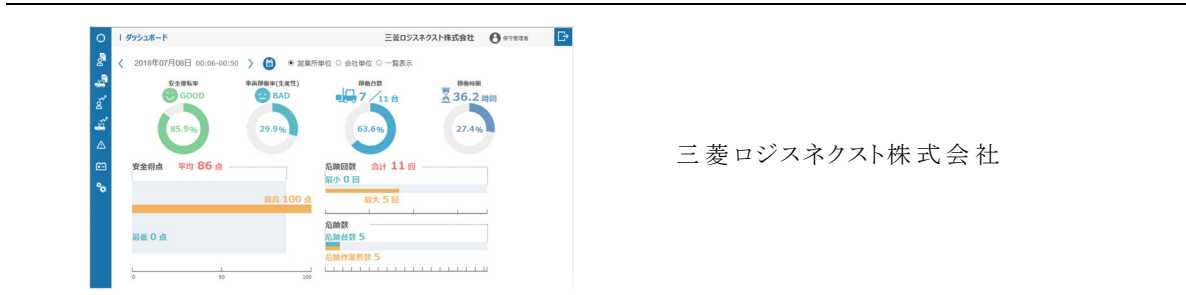 ダッシュボード 三菱ロジスネクスト株式会社 保守管理者
2018年07月08日 00:06-00:50 営業所単位 会社単位 一覧表示
安全運転率 車両稼働率(生産性) 稼働台数 稼働時間
GOOD BAD 7/11台 36.2時間
85.9% 29.9% 63.6% 27.4%
安全得点 平均 86 点
最高 100 点
最低 0 点
0 50 100
危険回数 合計 11 回
最小 0 回
最大 5 回
危険数
危険台数 5
危険作業者数 5
三菱ロジスネクスト株式会社